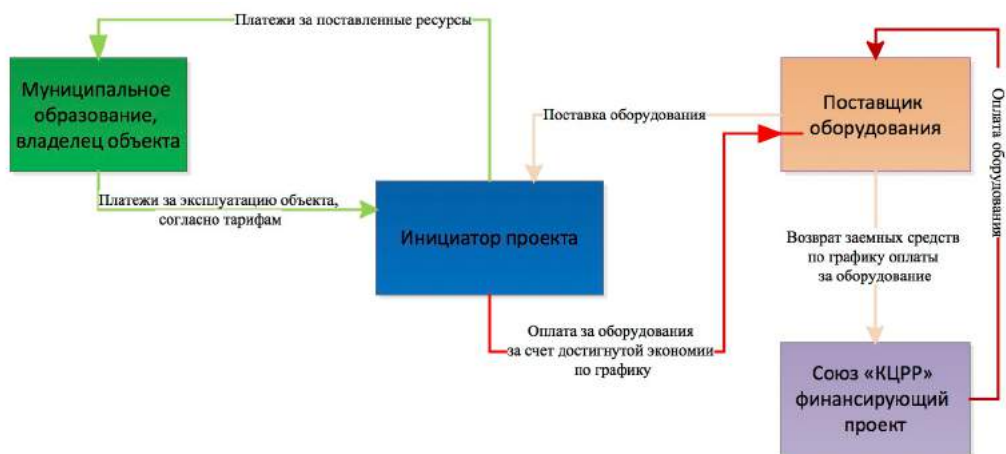 Платежи за поставленные ресурсы
Муниципальное
образование,
владелец объекта
Поставщик
оборудования
Оплата оборудования
Поставка оборудования
Платежи за эксплуатацию объекта,
согласно тарифам
Инициатор проекта
Возврат заемных средств
по графику оплаты
за оборудование
Оплата за оборудования
за счет достигнутой экономии
по графику
Союз «КЦРР»
финансирующий
проект